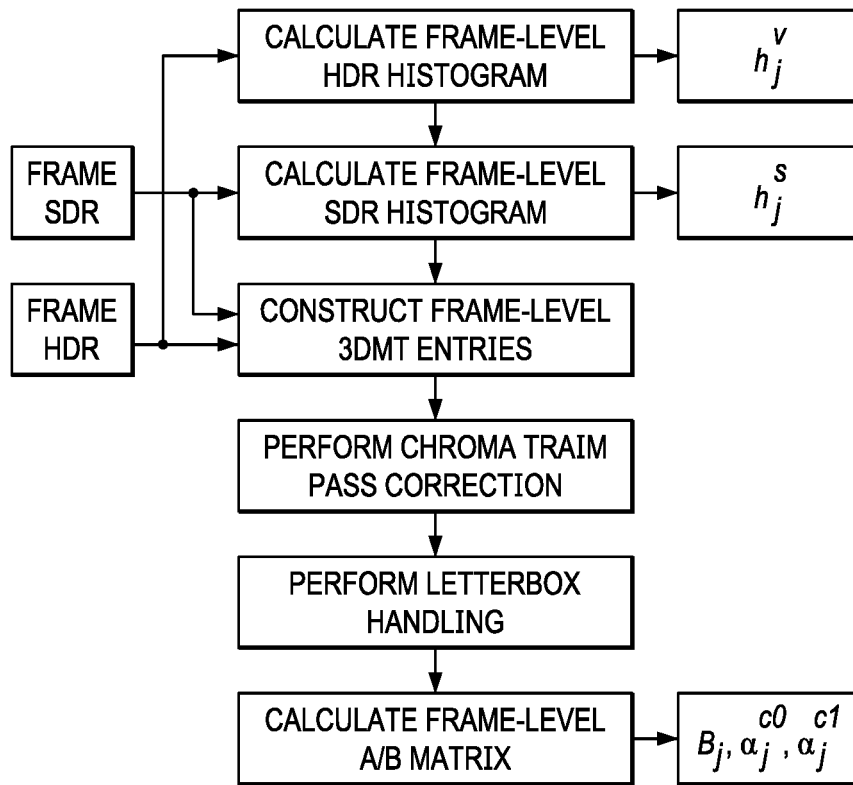 CALCULATE FRAME-LEVEL
HDR HISTOGRAM
h_j^v
FRAME
SDR
CALCULATE FRAME-LEVEL
SDR HISTOGRAM
h_j^s
FRAME
HDR
CONSTRUCT FRAME-LEVEL
3DMT ENTRIES
PERFORM CHROMA TRAIM
PASS CORRECTION
PERFORM LETTERBOX
HANDLING
CALCULATE FRAME-LEVEL
A/B MATRIX
B_j, α_j^c0, α_j^c1